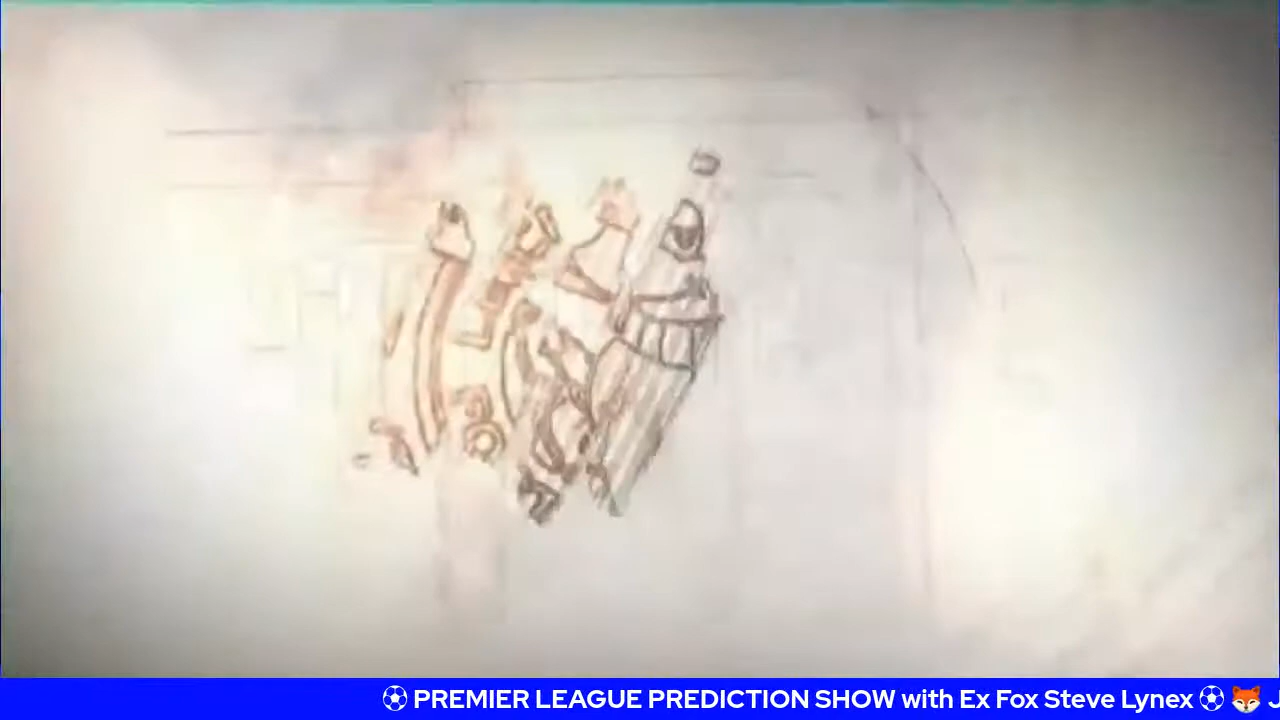 ⚽ PREMIER LEAGUE PREDICTION SHOW with Ex Fox Steve Lynex ⚽ 🦊 J